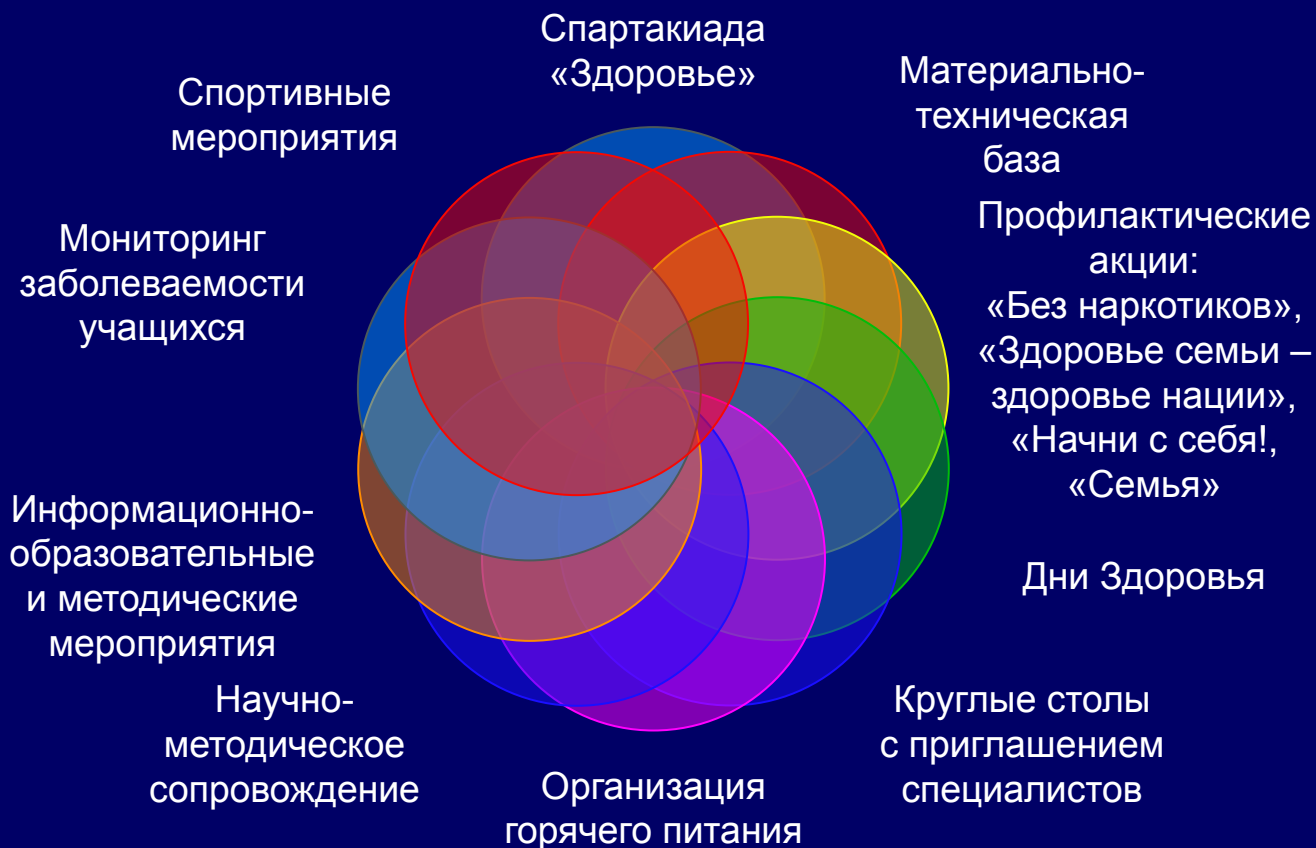 Спартакиада
«Здоровье»
Материально-
техническая
база
Профилактические
акции:
«Без наркотиков»,
«Здоровье семьи –
здоровье нации»,
«Начни с себя!,
«Семья»
Дни Здоровья
Круглые столы
с приглашением
специалистов
Организация
горячего питания
Научно-
методическое
сопровождение
Информационно-
образовательные
и методические
мероприятия
Мониторинг
заболеваемости
учащихся
Спортивные
мероприятия